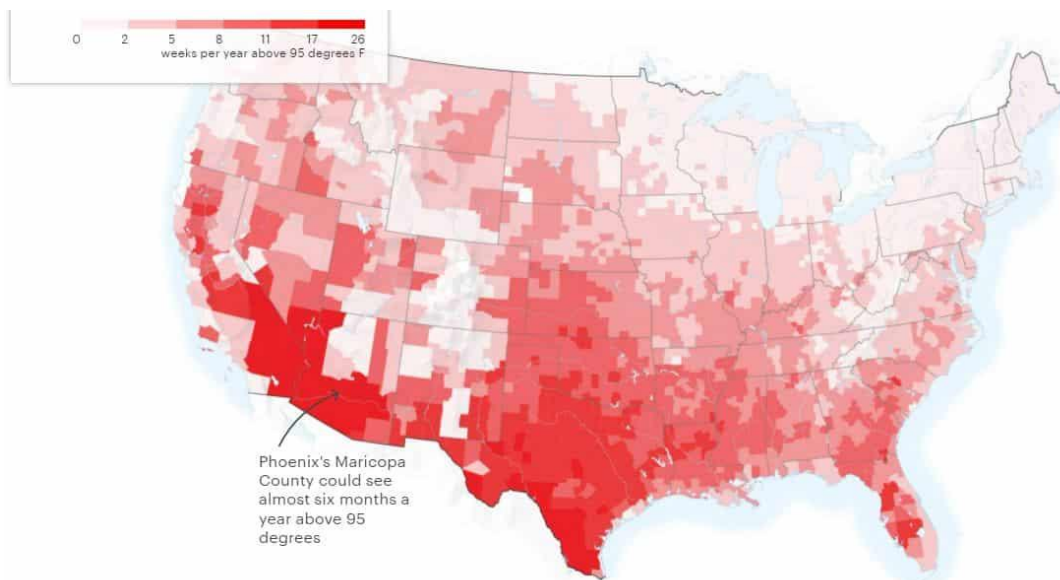 0 2 5 8 11 17 26
weeks per year above 95 degrees F
Phoenix's Maricopa
County could see
almost six months a
year above 95
degrees